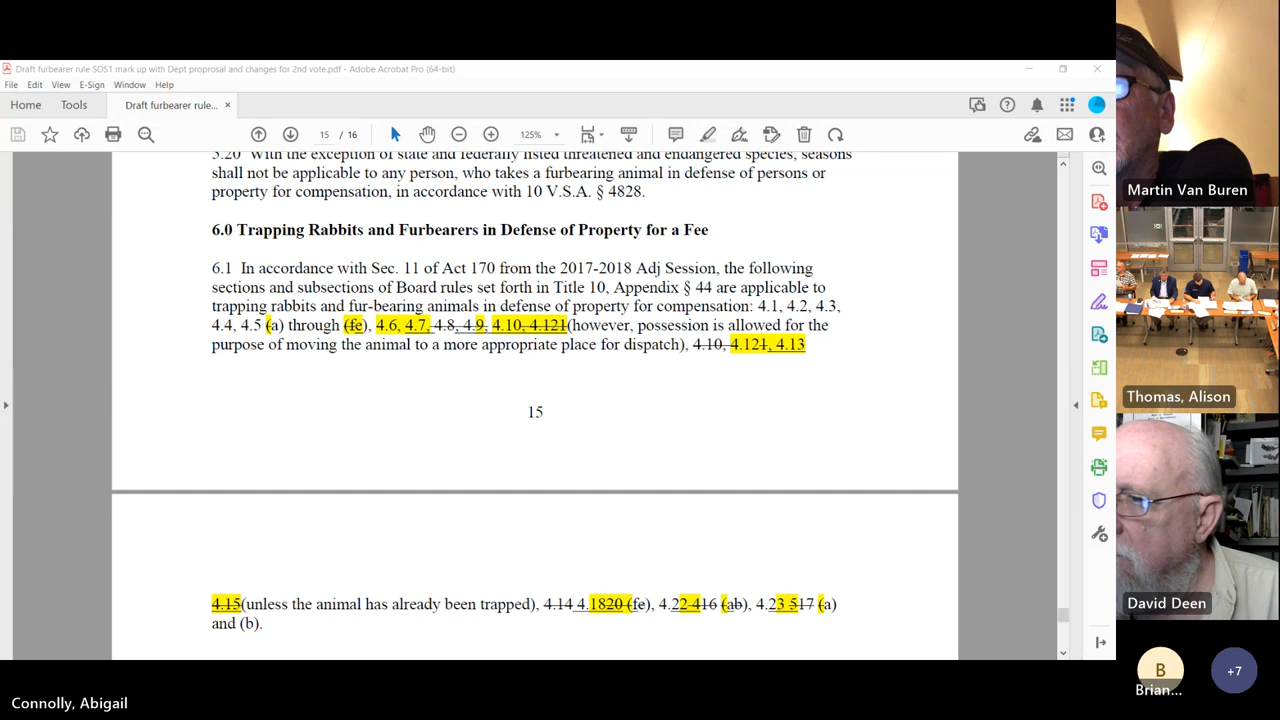 Draft furbearer rule SOS1 mark up with Dept proprosal and changes for 2nd vote.pdf - Adobe Acrobat Pro (64-bit)
File Edit View E-Sign Window Help
Home Tools Draft furbearer rule... ×
15 / 16 125%
3.20 With the exception of state and federally listed threatened and endangered species, seasons
shall not be applicable to any person, who takes a furbearing animal in defense of persons or
property for compensation, in accordance with 10 V.S.A. § 4828.
6.0 Trapping Rabbits and Furbearers in Defense of Property for a Fee
6.1 In accordance with Sec. 11 of Act 170 from the 2017-2018 Adj Session, the following
sections and subsections of Board rules set forth in Title 10, Appendix § 44 are applicable to
trapping rabbits and fur-bearing animals in defense of property for compensation: 4.1, 4.2, 4.3,
4.4, 4.5 (a) through (fe), 4.6, 4.7, 4.8, 4.9, 4.10, 4.121(however, possession is allowed for the
purpose of moving the animal to a more appropriate place for dispatch), 4.10, 4.121, 4.13
15
4.15(unless the animal has already been trapped), 4.14 4.1820 (fe), 4.22-416 (ab), 4.23 517 (a)
and (b).
Martin Van Buren
Thomas, Alison
David Deen
B
Brian...
+7
Connolly, Abigail